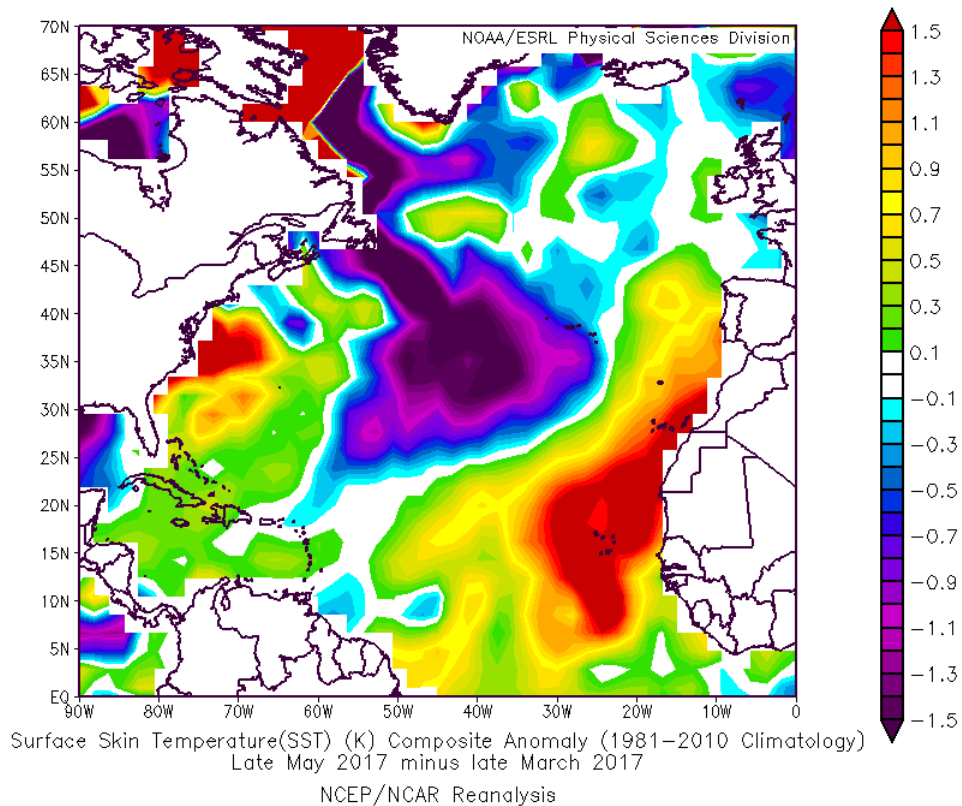 NOAA/ESRL Physical Sciences Division
70N
65N
60N
55N
50N
45N
40N
35N
30N
25N
20N
15N
10N
5N
EQ
90W 80W 70W 60W 50W 40W 30W 20W 10W 0
1.5
1.3
1.1
0.9
0.7
0.5
0.3
0.1
-0.1
-0.3
-0.5
-0.7
-0.9
-1.1
-1.3
-1.5
Surface Skin Temperature(SST) (K) Composite Anomaly (1981-2010 Climatology)
Late May 2017 minus late March 2017
NCEP/NCAR Reanalysis